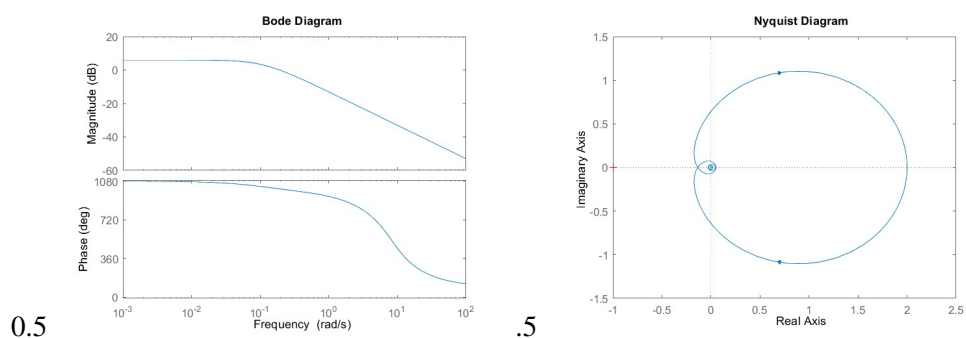 Bode Diagram
Magnitude (dB)
20
0
-20
-40
-60
Phase (deg)
1080
720
360
0
10^-3 10^-2 10^-1 10^0 10^1 10^2
Frequency (rad/s)
0.5
Nyquist Diagram
Imaginary Axis
1.5
1
0.5
0
-0.5
-1
-1.5
-1 -0.5 0 0.5 1 1.5 2 2.5
Real Axis
.5